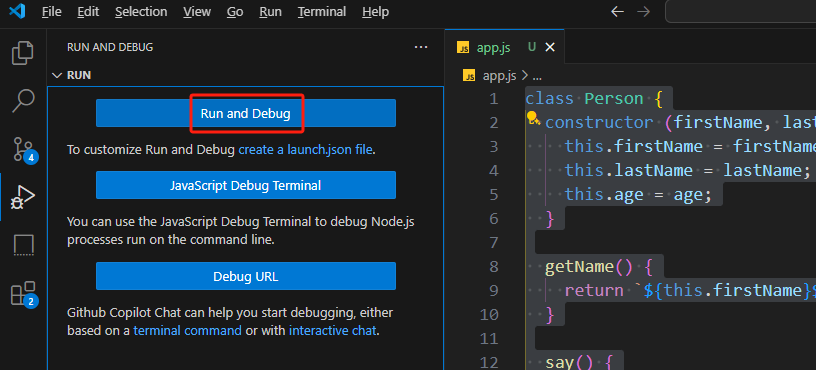 File Edit Selection View Go Run Terminal Help
RUN AND DEBUG
RUN
Run and Debug
To customize Run and Debug create a launch.json file.
JavaScript Debug Terminal
You can use the JavaScript Debug Terminal to debug Node.js
processes run on the command line.
Debug URL
Github Copilot Chat can help you start debugging, either
based on a terminal command or with interactive chat.
4
2
JS app.js U
JS app.js > ...
1 class Person {
2 constructor (firstName, las
3 this.firstName = firstName
4 this.lastName = lastName;
5 this.age = age;
6 }
7
8 getName() {
9 return `${this.firstName}$
10 }
11
12 say() {